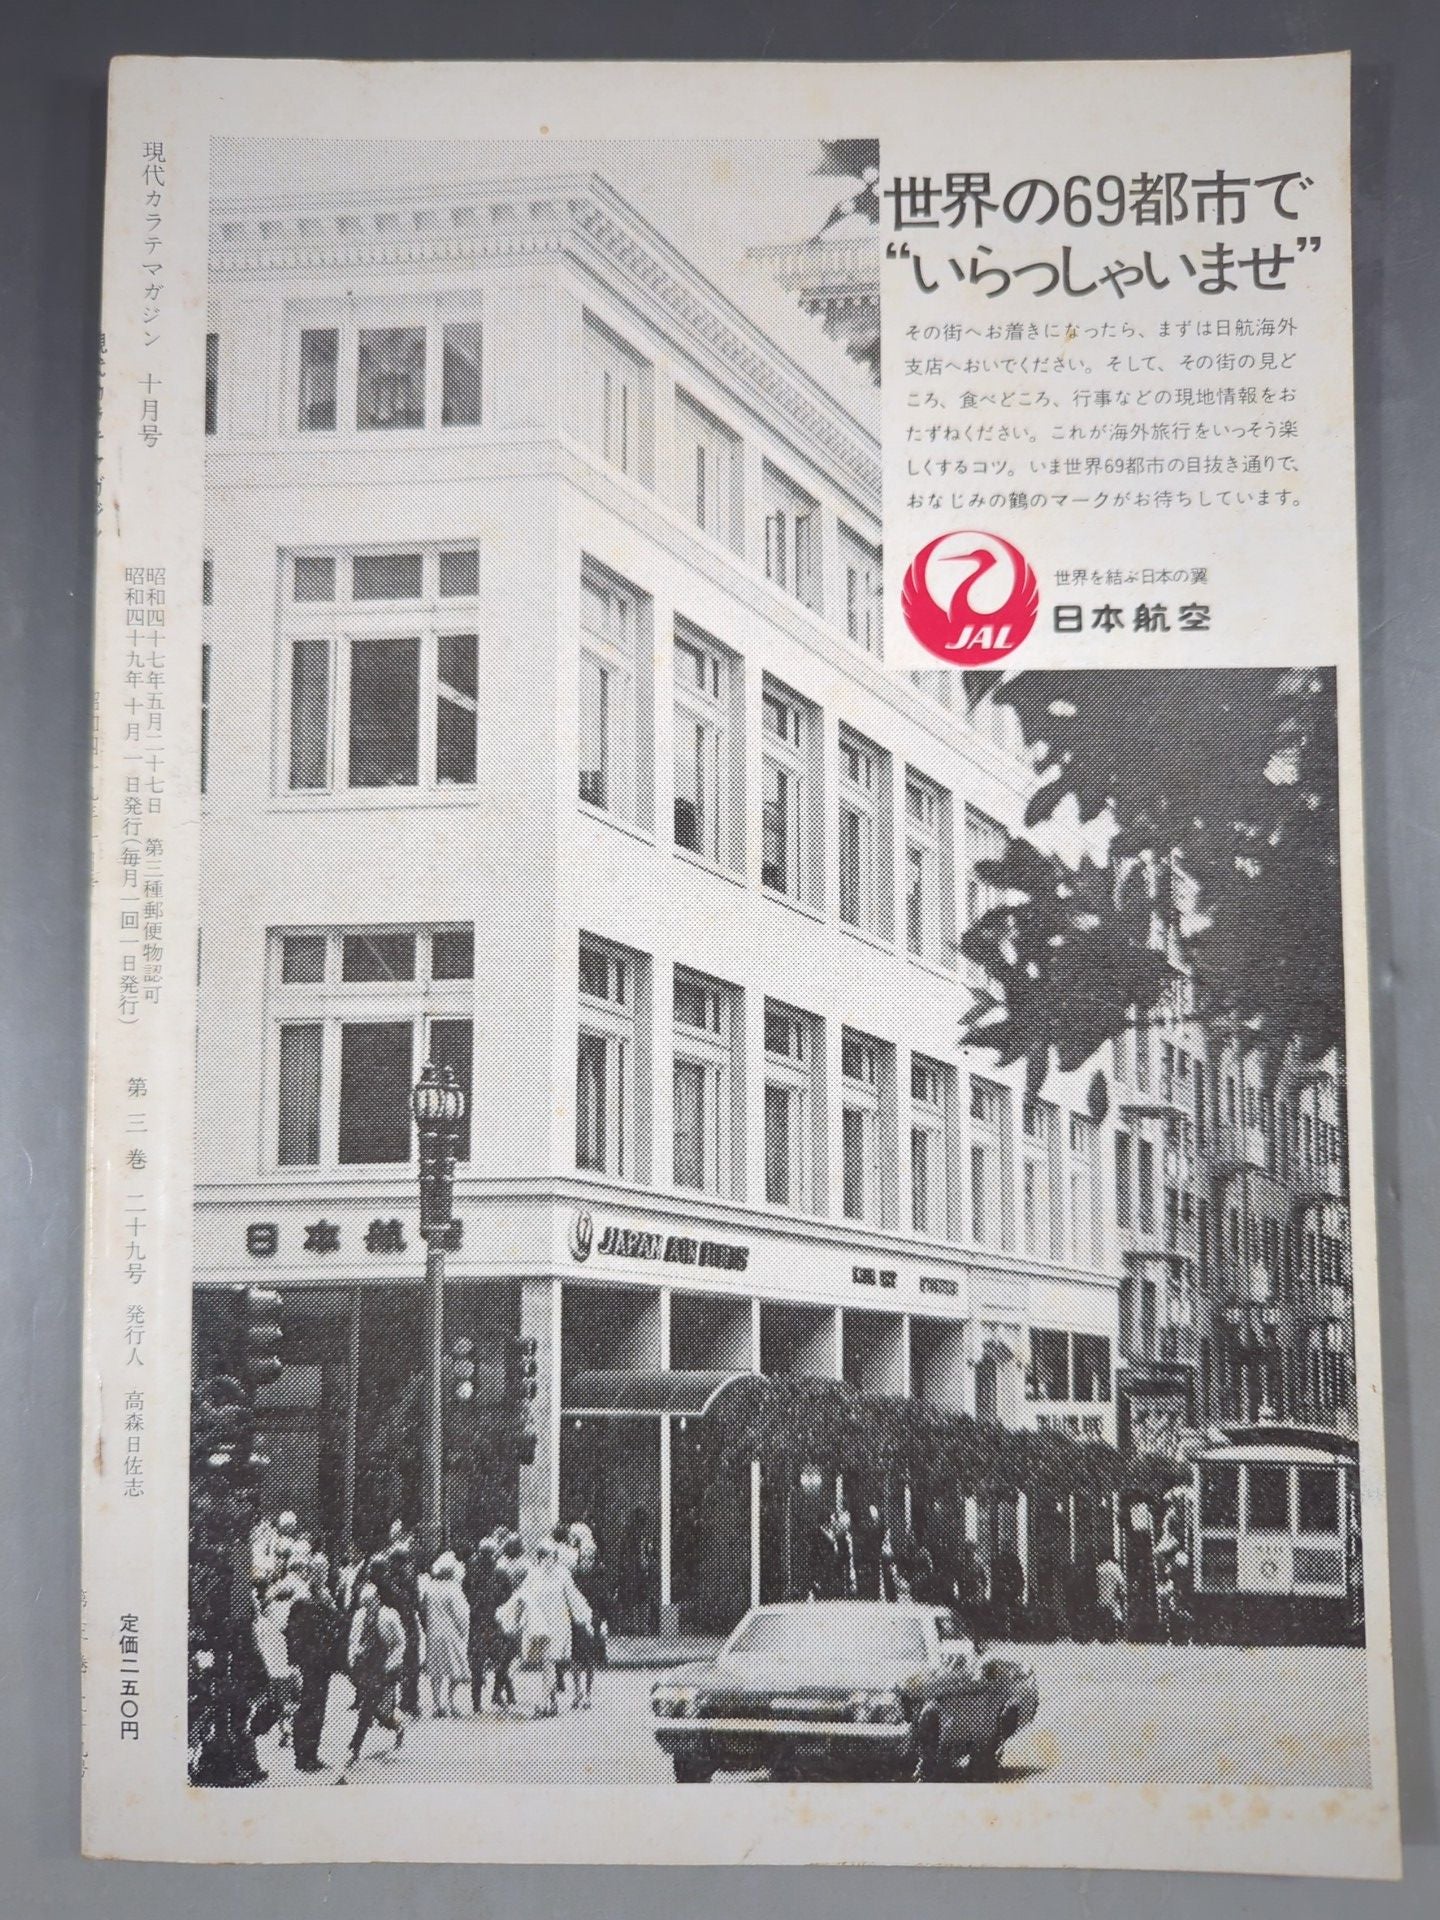 世界の69都市で
“いらっしゃいませ”
その街へお着きになったら、まずは日航海外
支店へおいでください。そして、その街の見ど
ころ、食べどころ、行事などの現地情報をお
たずねください。これが海外旅行をいっそう楽
しくするコツ。いま世界69都市の目抜き通りで、
おなじみの鶴のマークがお待ちしています。
JAL
世界を結ぶ日本の翼
日本航空
日本航空
JAPAN AIR LINES
現代カラテマガジン 十月号
昭和四十七年五月二十七日 第三種郵便物認可
昭和四十九年十月一日発行(毎月一回一日発行) 第三巻 二十九号 発行人 高森日佐志 定価二五〇円